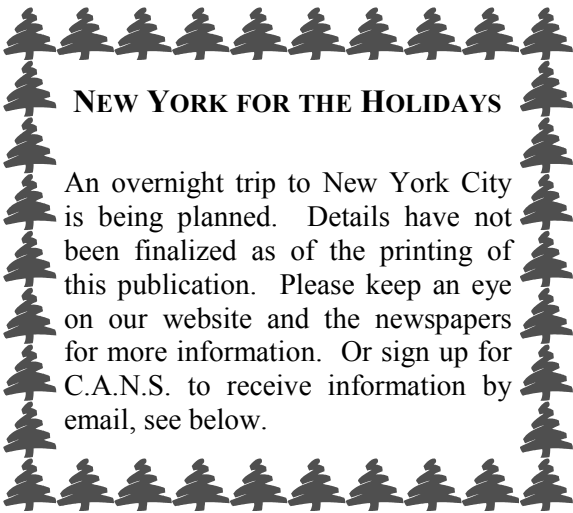 NEW YORK FOR THE HOLIDAYS
An overnight trip to New York City
is being planned.  Details have not
been finalized as of the printing of
this publication.  Please keep an eye
on our website and the newspapers
for more information.  Or sign up for
C.A.N.S. to receive information by
email, see below.